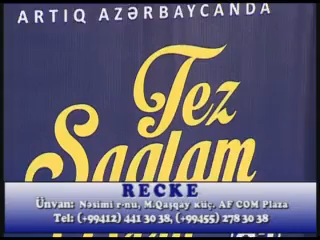 ARTIQ AZƏRBAYCANDA
Tez
Sağlam
RECKE
Ünvan: Nəsimi r-nu, M.Qaşqay küç. AF COM Plaza
Tel: (+99412) 441 30 38, (+99455) 278 30 38